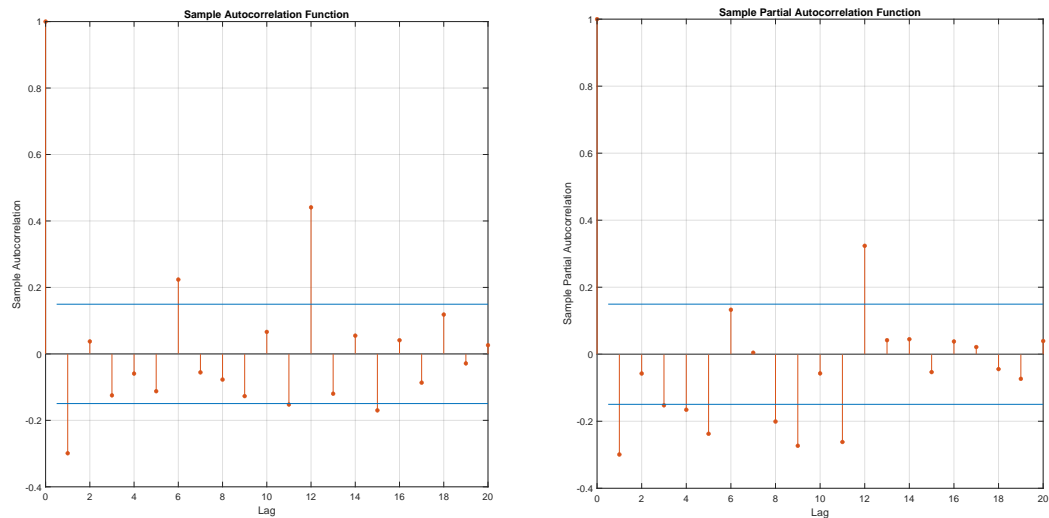 Sample Autocorrelation Function
1
0.8
0.6
0.4
0.2
0
-0.2
-0.4
Sample Autocorrelation
0 2 4 6 8 10 12 14 16 18 20
Lag
Sample Partial Autocorrelation Function
1
0.8
0.6
0.4
0.2
0
-0.2
-0.4
Sample Partial Autocorrelation
0 2 4 6 8 10 12 14 16 18 20
Lag